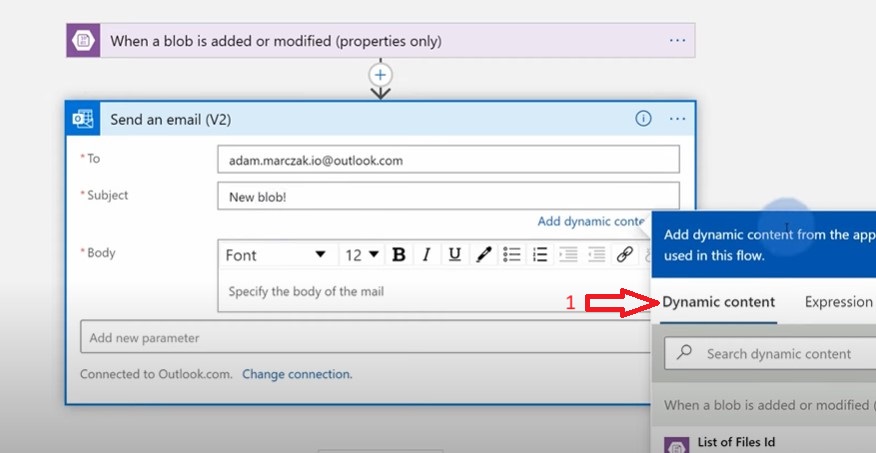 When a blob is added or modified (properties only)
Send an email (V2)
* To
adam.marczak.io@outlook.com
* Subject
New blob!
Add dynamic conte
* Body
Font 12 B I U
Specify the body of the mail
Add new parameter
Connected to Outlook.com. Change connection.
Add dynamic content from the app
used in this flow.
1
Dynamic content Expression
Search dynamic content
When a blob is added or modified (
List of Files Id